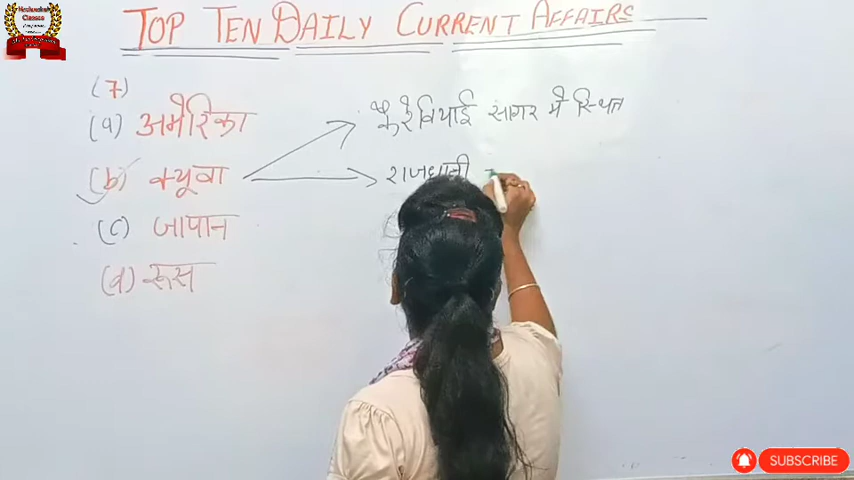 TOP TEN DAILY CURRENT AFFAIRS
(7)
(a) अमेरिका
(b) क्यूवा
(c) जापान
(d) रूस
कैरेवियाई सागर में स्थित
राजधानी
SUBSCRIBE